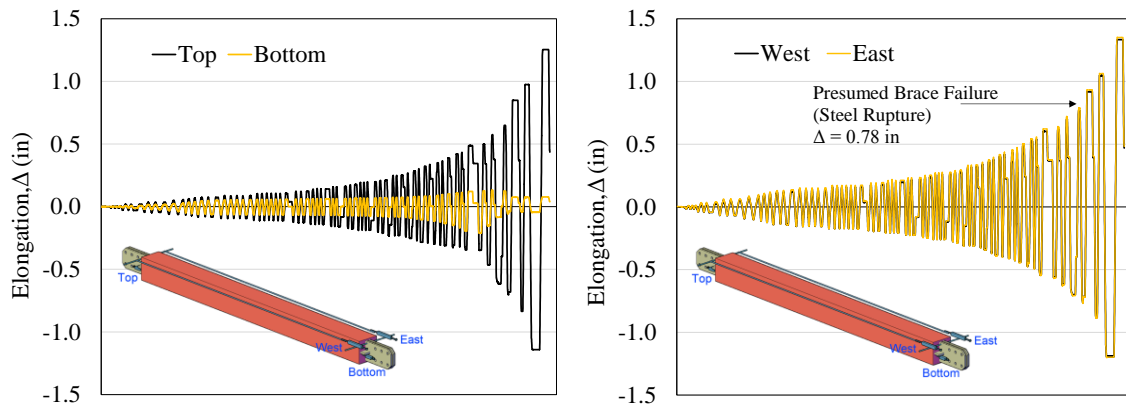 1.5
1.0
0.5
0.0
-0.5
-1.0
-1.5
Elongation,Δ (in)
Top Bottom
Top
West
East
Bottom
1.5
1.0
0.5
0.0
-0.5
-1.0
-1.5
Elongation,Δ (in)
West East
Presumed Brace Failure
(Steel Rupture)
Δ = 0.78 in
Top
West
East
Bottom